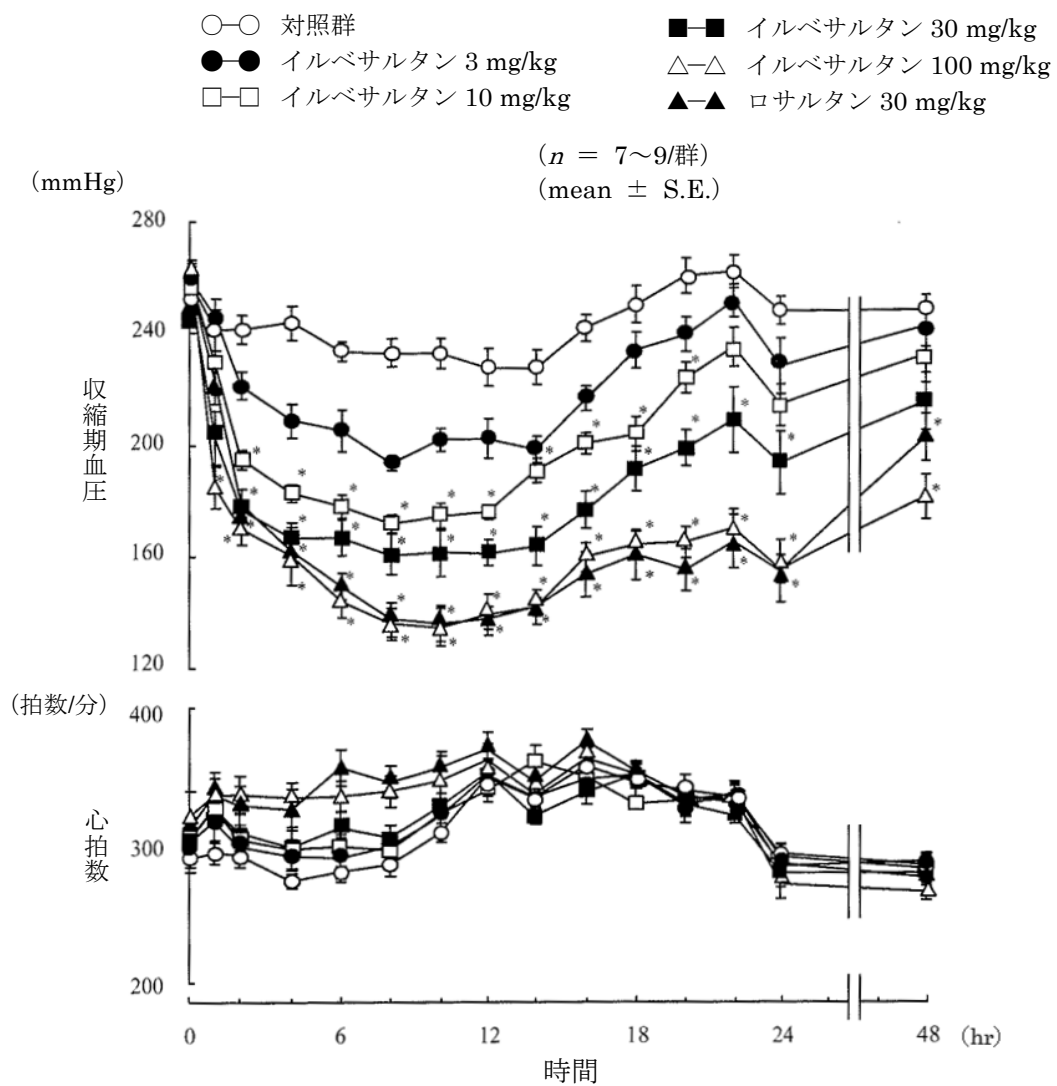 対照群
イルベサルタン 3 mg/kg
イルベサルタン 10 mg/kg
イルベサルタン 30 mg/kg
イルベサルタン 100 mg/kg
ロサルタン 30 mg/kg
(n = 7～9/群)
(mean ± S.E.)
(mmHg)
280
240
200
160
120
収縮期血圧
(拍数/分)
400
300
200
心拍数
0 6 12 18 24 48 (hr)
時間